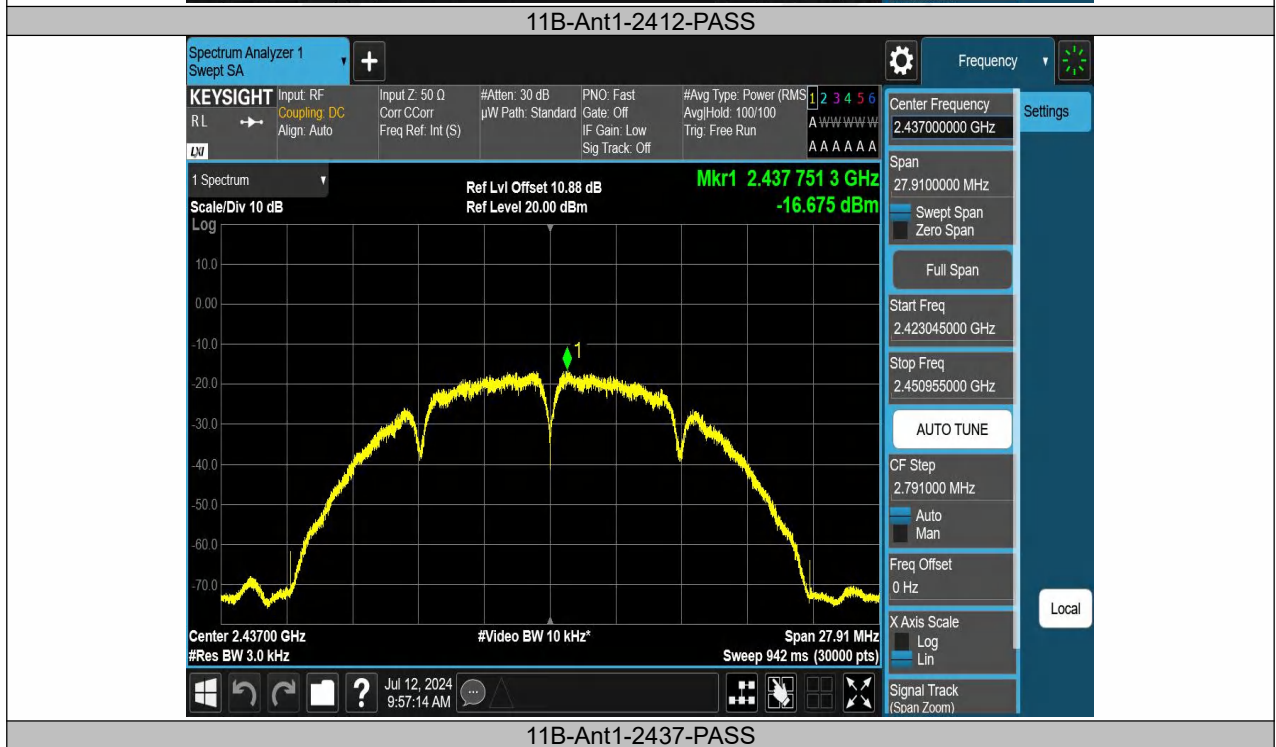 11B-Ant1-2412-PASS
Spectrum Analyzer 1
Swept SA
+
Frequency
KEYSIGHT
RL
LXI
Input: RF
Coupling: DC
Align: Auto
Input Z: 50 Ω
Corr CCorr
Freq Ref: Int (S)
#Atten: 30 dB
µW Path: Standard
PNO: Fast
Gate: Off
IF Gain: Low
Sig Track: Off
#Avg Type: Power (RMS
Avg|Hold: 100/100
Trig: Free Run
1 2 3 4 5 6
A W W W W W
A A A A A A
1 Spectrum
Scale/Div 10 dB
Log
Ref Lvl Offset 10.88 dB
Ref Level 20.00 dBm
Mkr1 2.437 751 3 GHz
-16.675 dBm
10.0
0.00
-10.0
-20.0
-30.0
-40.0
-50.0
-60.0
-70.0
1
Center 2.43700 GHz
#Res BW 3.0 kHz
#Video BW 10 kHz*
Span 27.91 MHz
Sweep 942 ms (30000 pts)
Center Frequency
2.437000000 GHz
Settings
Span
27.9100000 MHz
Swept Span
Zero Span
Full Span
Start Freq
2.423045000 GHz
Stop Freq
2.450955000 GHz
AUTO TUNE
CF Step
2.791000 MHz
Auto
Man
Freq Offset
0 Hz
X Axis Scale
Log
Lin
Local
Signal Track
(Span Zoom)
?
Jul 12, 2024
9:57:14 AM
11B-Ant1-2437-PASS